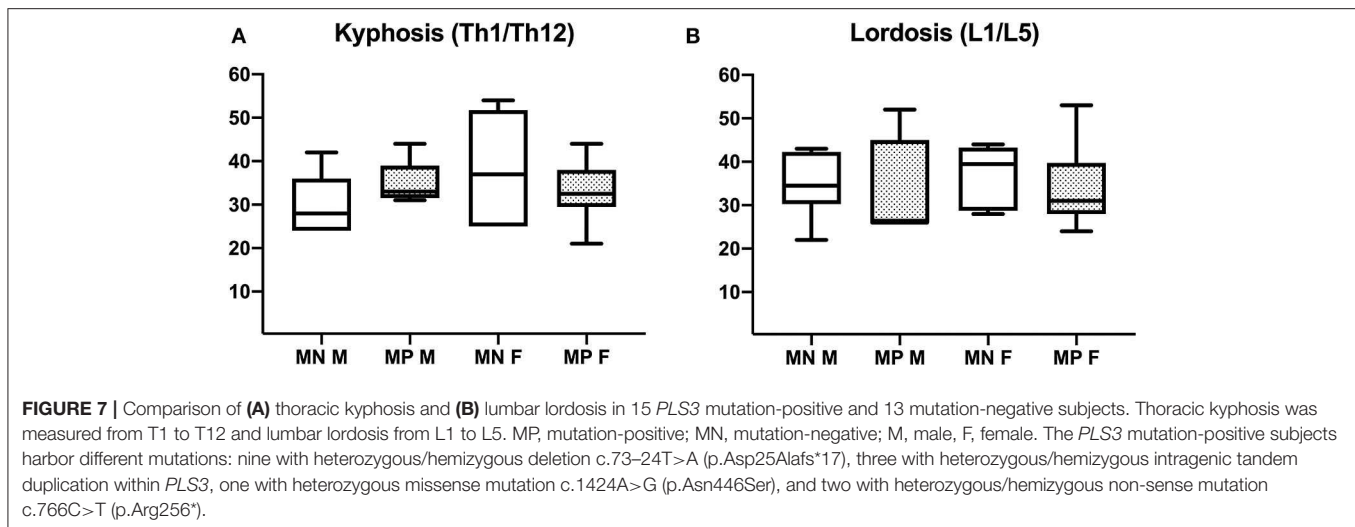 A Kyphosis (Th1/Th12)
60
50
40
30
20
10
MN M MP M MN F MP F
B Lordosis (L1/L5)
60
50
40
30
20
10
MN M MP M MN F MP F
FIGURE 7 | Comparison of (A) thoracic kyphosis and (B) lumbar lordosis in 15 PLS3 mutation-positive and 13 mutation-negative subjects. Thoracic kyphosis was
measured from T1 to T12 and lumbar lordosis from L1 to L5. MP, mutation-positive; MN, mutation-negative; M, male, F, female. The PLS3 mutation-positive subjects
harbor different mutations: nine with heterozygous/hemizygous deletion c.73–24T>A (p.Asp25Alafs*17), three with heterozygous/hemizygous intragenic tandem
duplication within PLS3, one with heterozygous missense mutation c.1424A>G (p.Asn446Ser), and two with heterozygous/hemizygous non-sense mutation
c.766C>T (p.Arg256*).